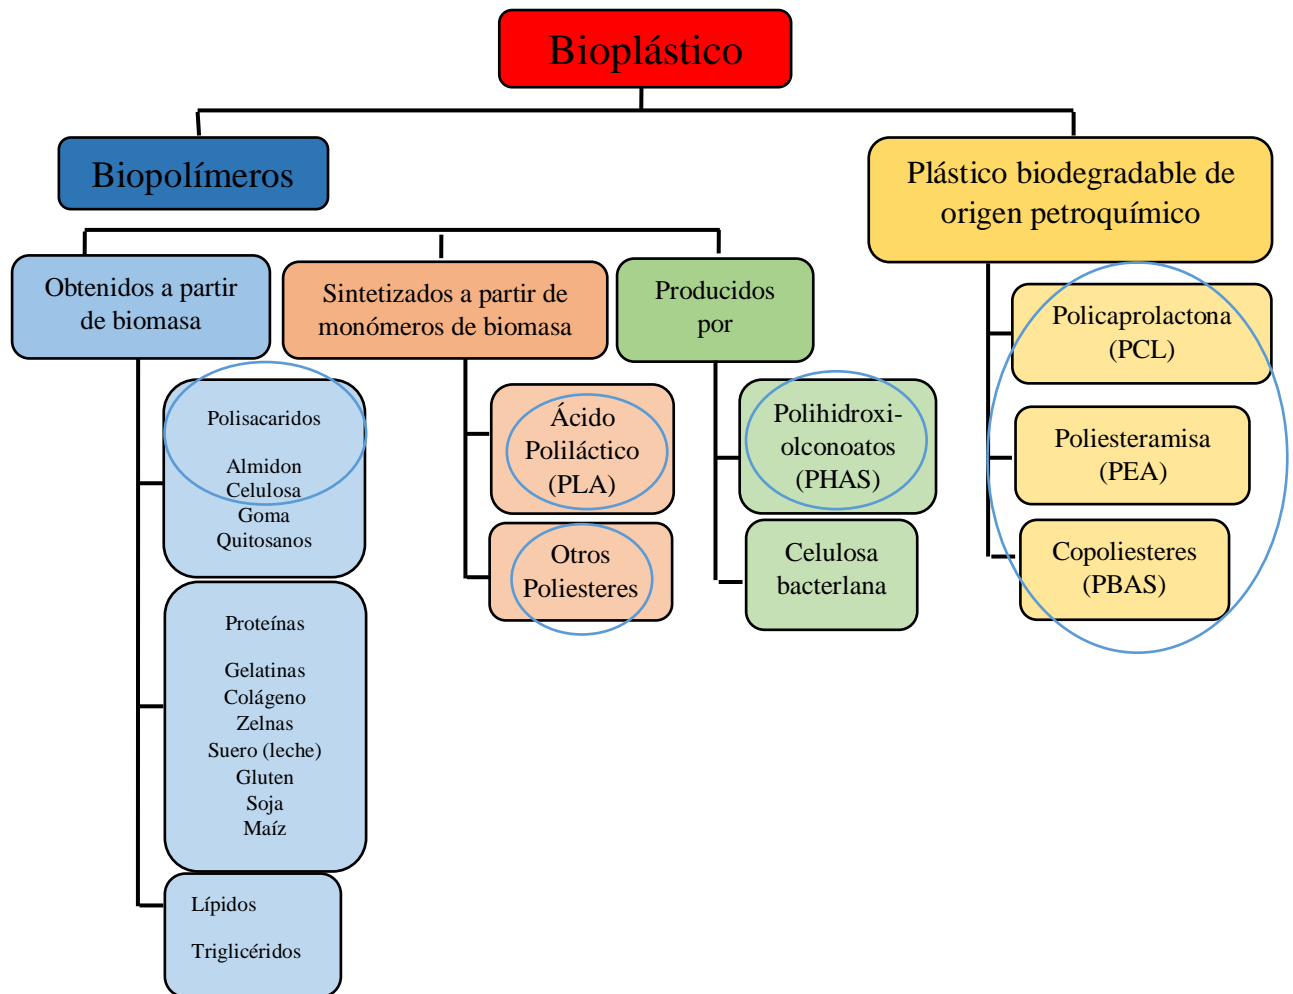 Bioplástico
Biopolímeros
Plástico biodegradable de
origen petroquímico
Obtenidos a partir
de biomasa
Sintetizados a partir de
monómeros de biomasa
Producidos
por
Polisacaridos
Almidon
Celulosa
Goma
Quitosanos
Proteínas
Gelatinas
Colágeno
Zelnas
Suero (leche)
Gluten
Soja
Maíz
Lípidos
Triglicéridos
Ácido
Poliláctico
(PLA)
Otros
Poliesteres
Polihidroxi-
olconoatos
(PHAS)
Celulosa
bacterlana
Policaprolactona
(PCL)
Poliesteramisa
(PEA)
Copoliesteres
(PBAS)